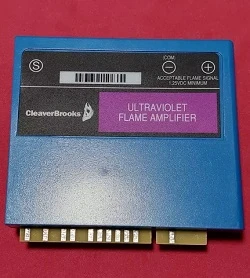 S
(COM)
− +
ACCEPTABLE FLAME SIGNAL
1.25VDC MINIMUM
CleaverBrooks
ULTRAVIOLET
FLAME AMPLIFIER